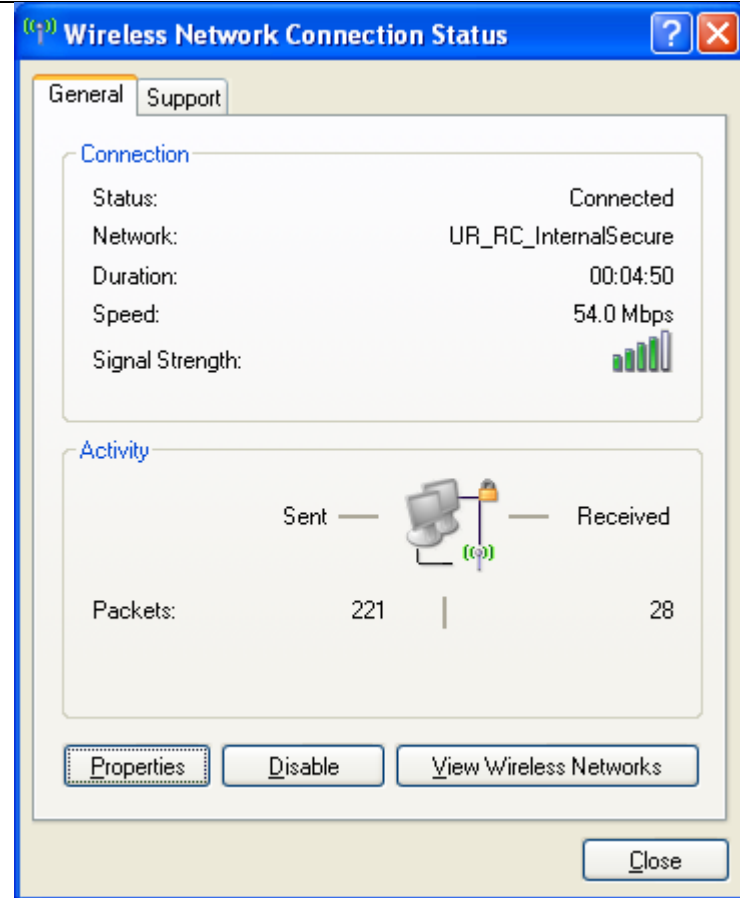 Wireless Network Connection Status
General Support
Connection
Status: Connected
Network: UR_RC_InternalSecure
Duration: 00:04:50
Speed: 54.0 Mbps
Signal Strength:
Activity
Sent Received
Packets: 221 28
Properties Disable View Wireless Networks
Close